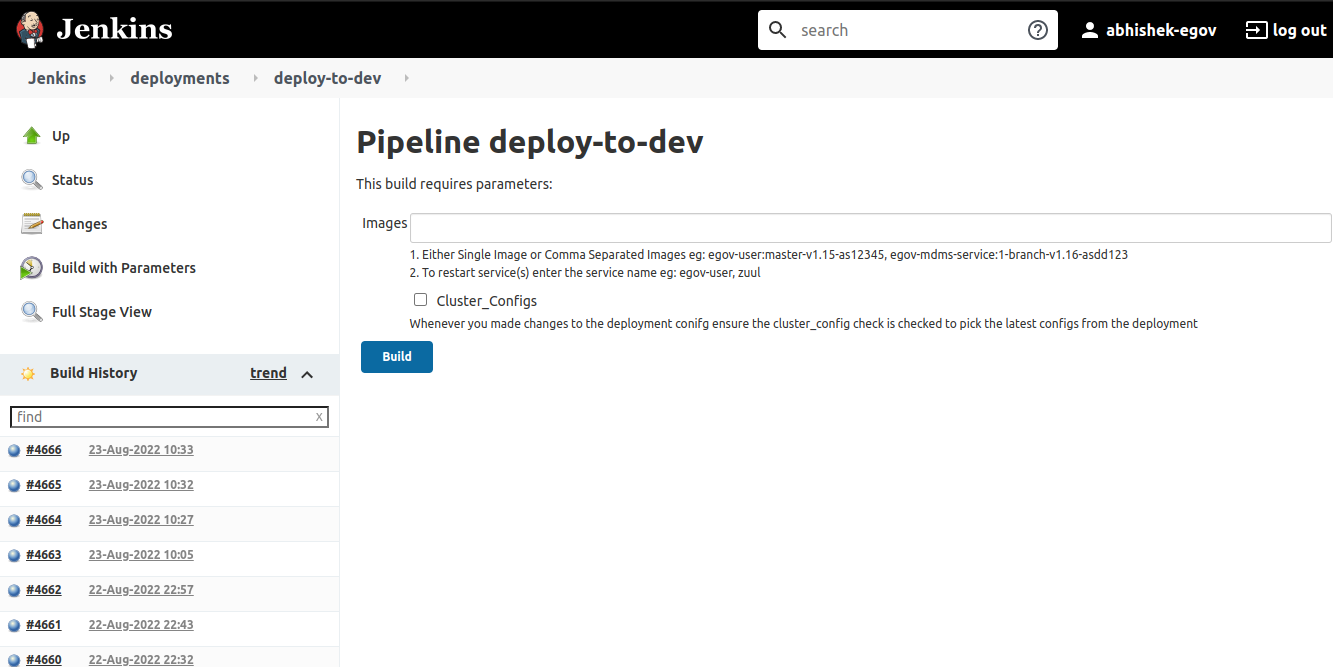 Jenkins
search
abhishek-egov
log out
Jenkins
deployments
deploy-to-dev
Up
Status
Changes
Build with Parameters
Full Stage View
Build History
trend
find
x
#4666 23-Aug-2022 10:33
#4665 23-Aug-2022 10:32
#4664 23-Aug-2022 10:27
#4663 23-Aug-2022 10:05
#4662 22-Aug-2022 22:57
#4661 22-Aug-2022 22:43
#4660 22-Aug-2022 22:32
Pipeline deploy-to-dev
This build requires parameters:
Images
1. Either Single Image or Comma Separated Images eg: egov-user:master-v1.15-as12345, egov-mdms-service:1-branch-v1.16-asdd123
2. To restart service(s) enter the service name eg: egov-user, zuul
Cluster_Configs
Whenever you made changes to the deployment conifg ensure the cluster_config check is checked to pick the latest configs from the deployment
Build